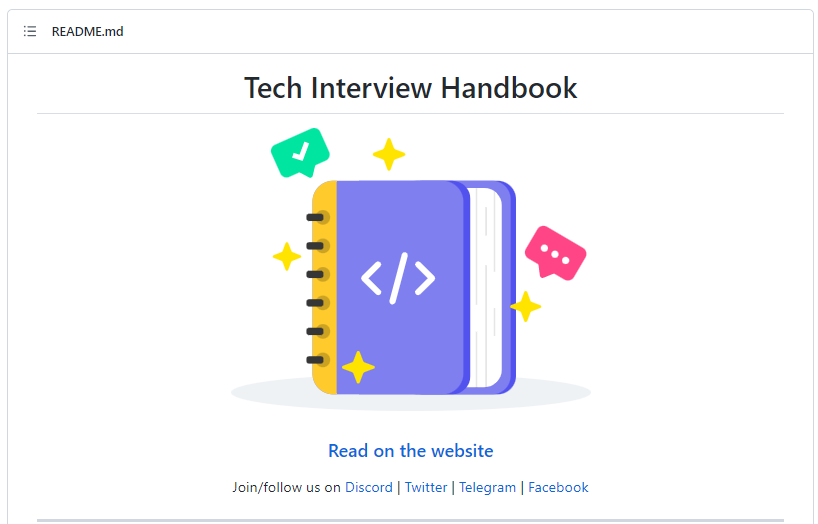 README.md
Tech Interview Handbook
</>
Read on the website
Join/follow us on Discord | Twitter | Telegram | Facebook